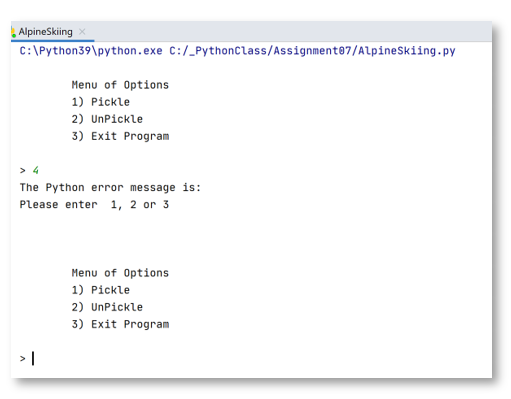 AlpineSkiing
C:\Python39\python.exe C:/_PythonClass/Assignment07/AlpineSkiing.py
Menu of Options
1) Pickle
2) UnPickle
3) Exit Program
> 4
The Python error message is:
Please enter  1, 2 or 3
Menu of Options
1) Pickle
2) UnPickle
3) Exit Program
>